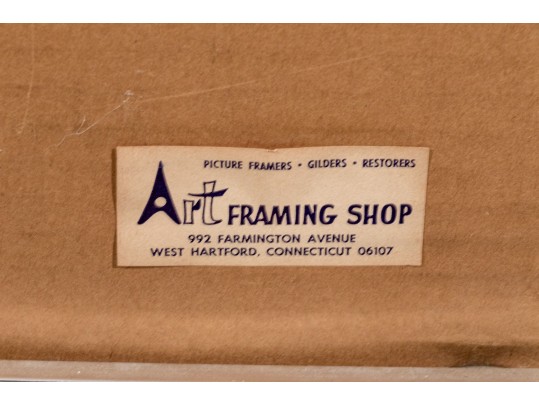 PICTURE FRAMERS • GILDERS • RESTORERS
Art FRAMING SHOP
992 FARMINGTON AVENUE
WEST HARTFORD, CONNECTICUT 06107